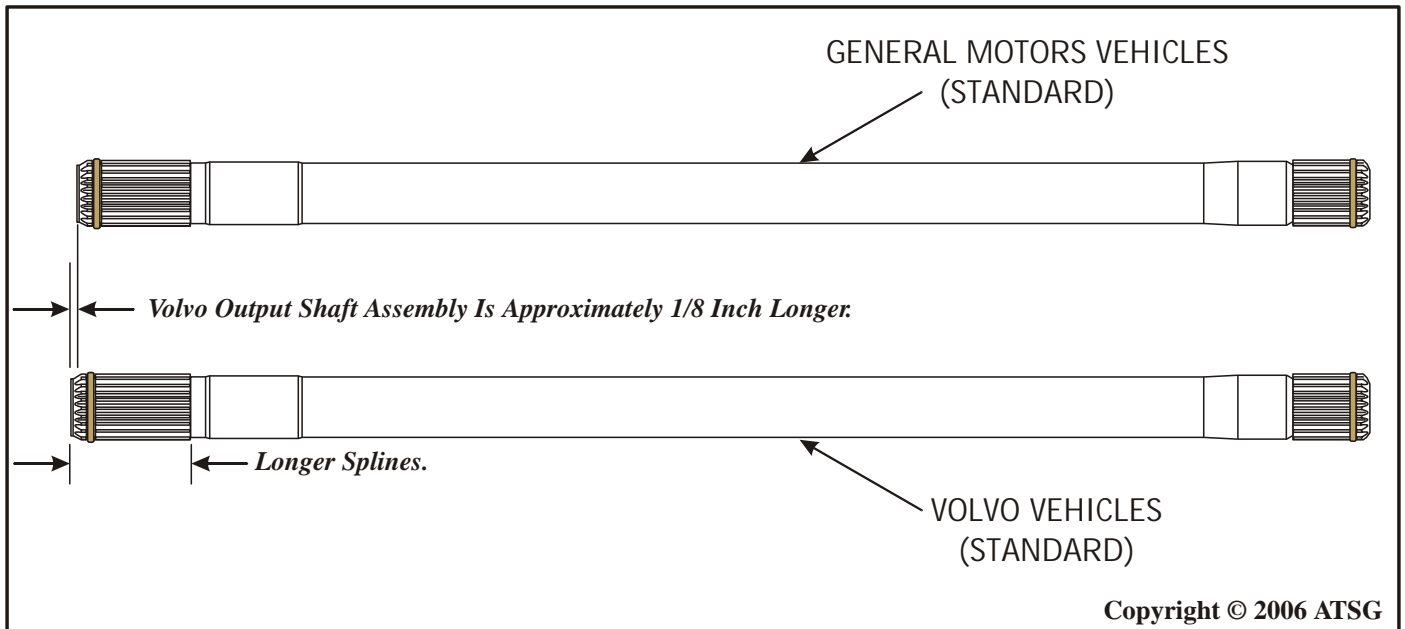 GENERAL MOTORS VEHICLES
(STANDARD)
Volvo Output Shaft Assembly Is Approximately 1/8 Inch Longer.
Longer Splines.
VOLVO VEHICLES
(STANDARD)
Copyright © 2006 ATSG